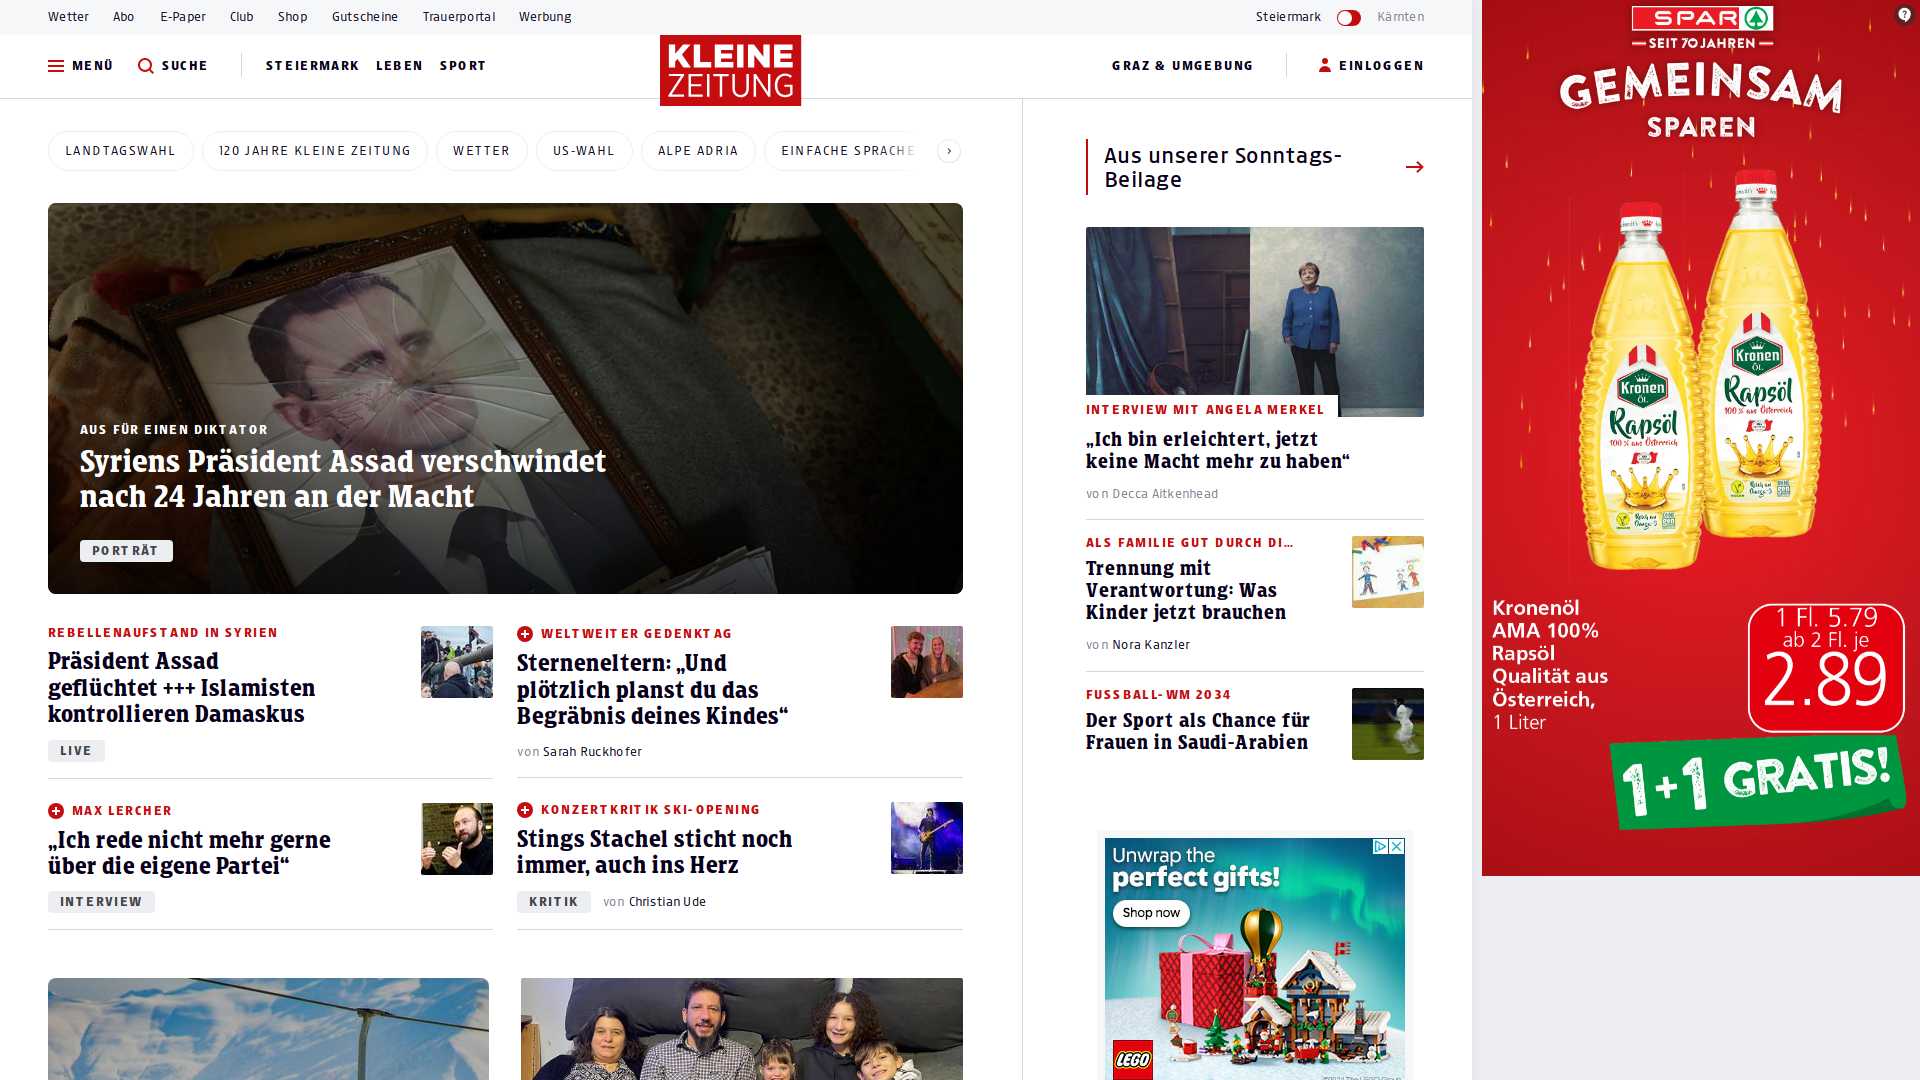 Wetter
Abo
E-Paper
Club
Shop
Gutscheine
Trauerportal
Werbung
Steiermark
Kärnten
MENÜ
SUCHE
STEIERMARK
LEBEN
SPORT
KLEINE
ZEITUNG
GRAZ & UMGEBUNG
EINLOGGEN
LANDTAGSWAHL
120 JAHRE KLEINE ZEITUNG
WETTER
US-WAHL
ALPE ADRIA
EINFACHE SPRACHE
AUS FÜR EINEN DIKTATOR
Syriens Präsident Assad verschwindet
nach 24 Jahren an der Macht
PORTRÄT
REBELLENAUFSTAND IN SYRIEN
Präsident Assad
geflüchtet +++ Islamisten
kontrollieren Damaskus
LIVE
WELTWEITER GEDENKTAG
Sterneneltern: „Und
plötzlich planst du das
Begräbnis deines Kindes“
von Sarah Ruckhofer
MAX LERCHER
„Ich rede nicht mehr gerne
über die eigene Partei“
INTERVIEW
KONZERTKRITIK SKI-OPENING
Stings Stachel sticht noch
immer, auch ins Herz
KRITIK
von Christian Ude
Aus unserer Sonntags-
Beilage
INTERVIEW MIT ANGELA MERKEL
„Ich bin erleichtert, jetzt
keine Macht mehr zu haben“
von Decca Aitkenhead
ALS FAMILIE GUT DURCH DI…
Trennung mit
Verantwortung: Was
Kinder jetzt brauchen
von Nora Kanzler
FUSSBALL-WM 2034
Der Sport als Chance für
Frauen in Saudi-Arabien
Unwrap the
perfect gifts!
Shop now
LEGO
SPAR
SEIT 70 JAHREN
GEMEINSAM
SPAREN
Kronen
ÖL
Rapsöl
100% aus Österreich
Kronen
ÖL
Rapsöl
100% aus Österreich
Kronenöl
AMA 100%
Rapsöl
Qualität aus
Österreich,
1 Liter
1 Fl. 5.79
ab 2 Fl. je
2.89
1+1 GRATIS!